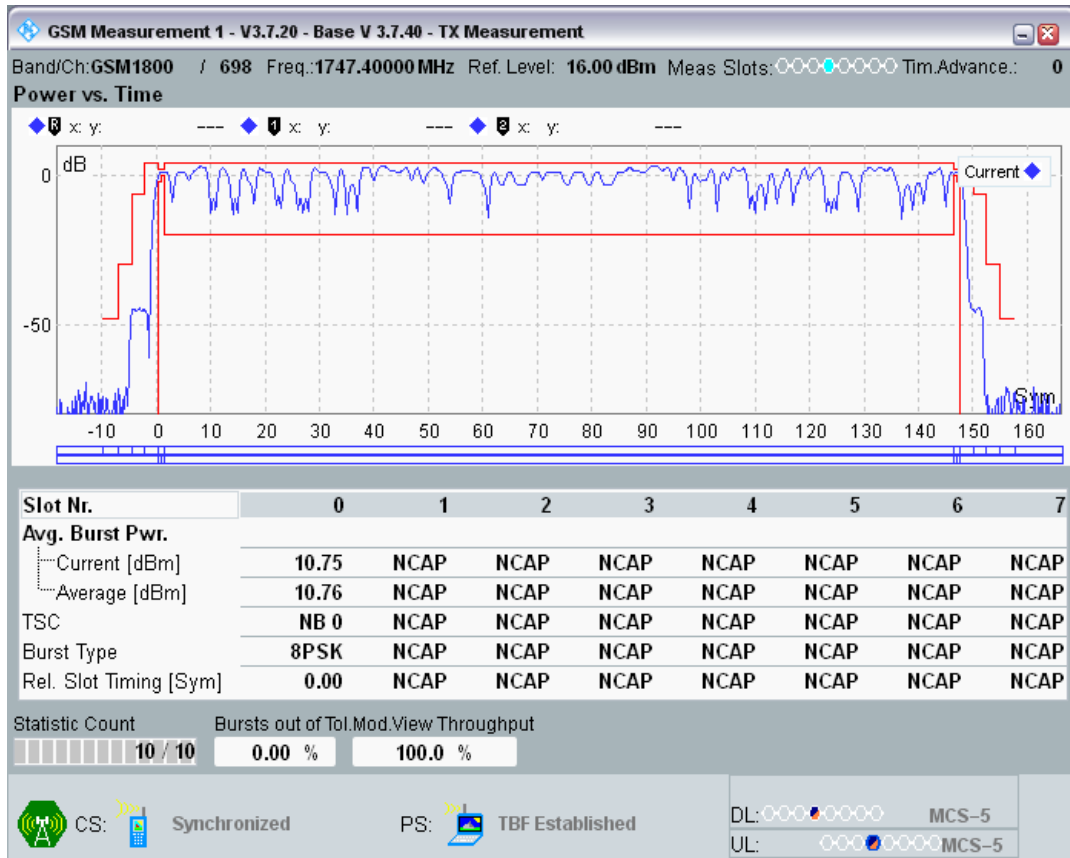 GSM Measurement 1 - V3.7.20 - Base V 3.7.40 - TX Measurement
Band/Ch:GSM1800 / 698 Freq.:1747.40000 MHz Ref. Level: 16.00 dBm Meas Slots: Tim.Advance.: 0
Power vs. Time
R x: y: --- 1 x: y: --- 2 x: y: ---
dB
Current
0
-50
Sym
-10 0 10 20 30 40 50 60 70 80 90 100 110 120 130 140 150 160
Slot Nr. 0 1 2 3 4 5 6 7
Avg. Burst Pwr.
Current [dBm] 10.75 NCAP NCAP NCAP NCAP NCAP NCAP NCAP
Average [dBm] 10.76 NCAP NCAP NCAP NCAP NCAP NCAP NCAP
TSC NB 0 NCAP NCAP NCAP NCAP NCAP NCAP NCAP
Burst Type 8PSK NCAP NCAP NCAP NCAP NCAP NCAP NCAP
Rel. Slot Timing [Sym] 0.00 NCAP NCAP NCAP NCAP NCAP NCAP NCAP
Statistic Count Bursts out of Tol.Mod.View Throughput
10 / 10 0.00 % 100.0 %
CS: Synchronized PS: TBF Established
DL: MCS-5
UL: MCS-5